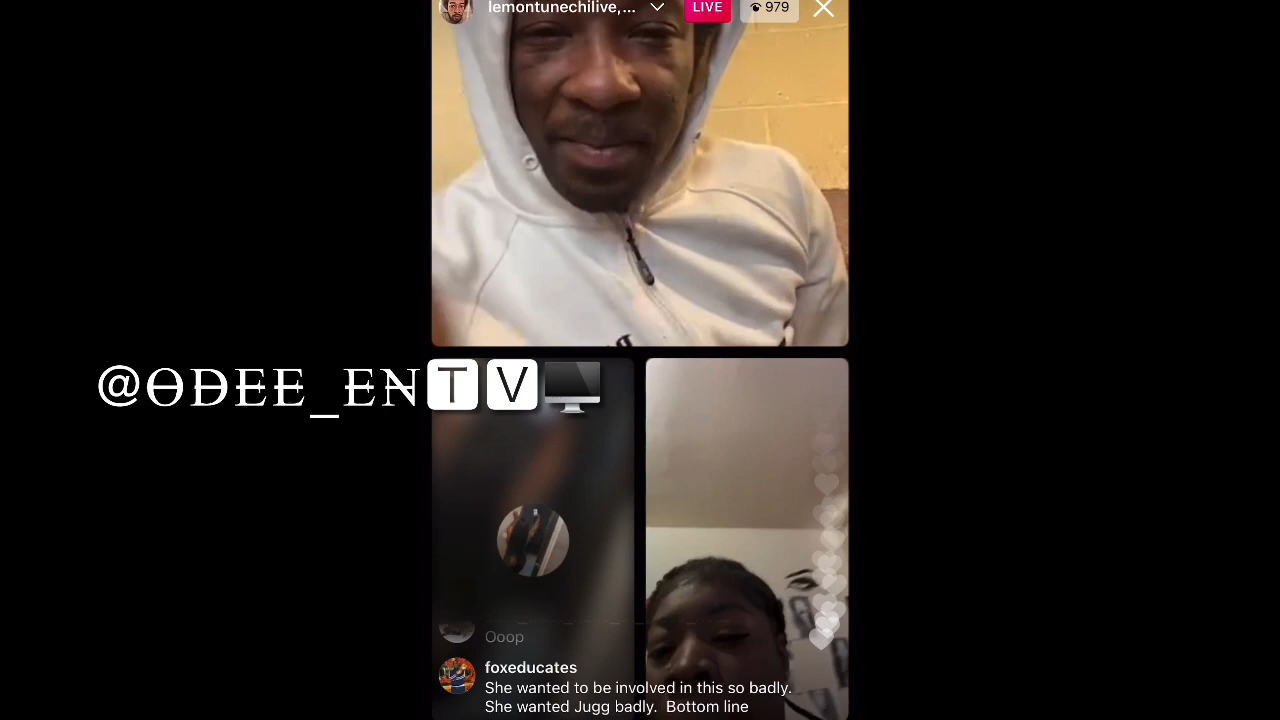 lemontunechilive,...
LIVE
979
@ODEE_ENTV
Ooop
foxeducates
She wanted to be involved in this so badly.
She wanted Jugg badly. Bottom line